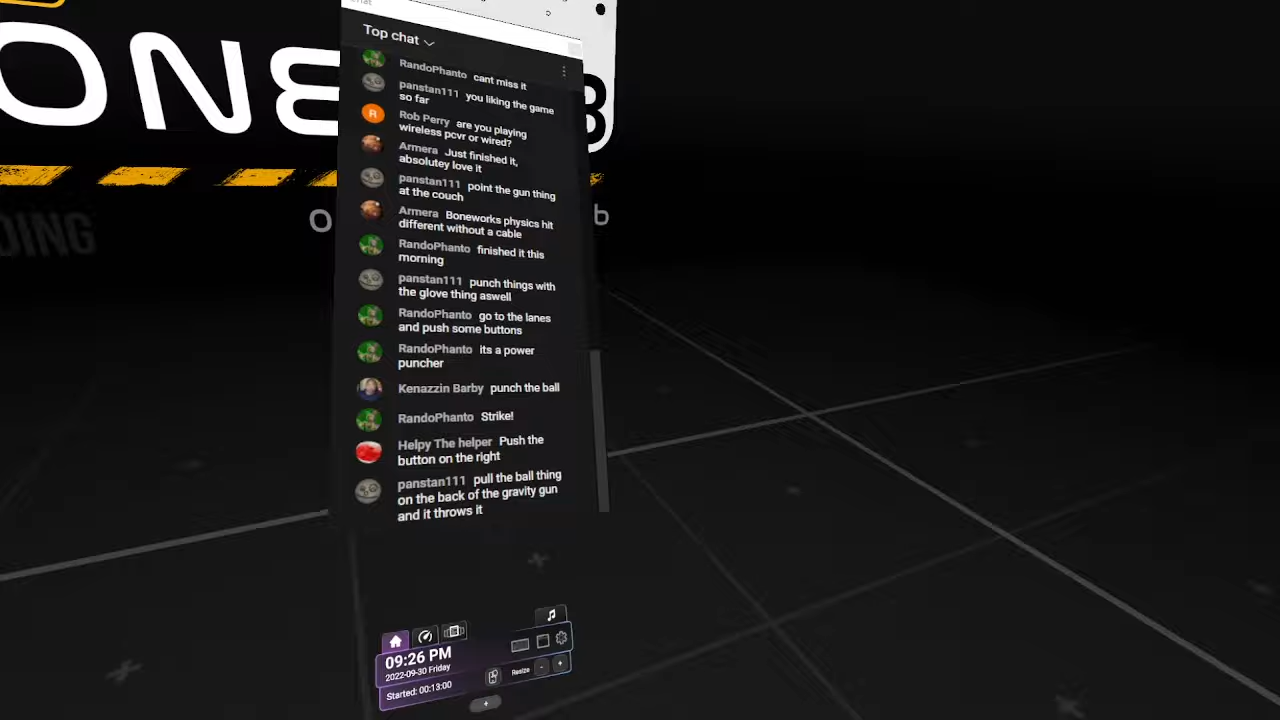 ONE
B
DING
O
b
Top chat
RandoPhanto cant miss it
panstan111 you liking the game
so far
R
Rob Perry are you playing
wireless pcvr or wired?
Armera Just finished it,
absolutey love it
panstan111 point the gun thing
at the couch
Armera Boneworks physics hit
different without a cable
RandoPhanto finished it this
morning
panstan111 punch things with
the glove thing aswell
RandoPhanto go to the lanes
and push some buttons
RandoPhanto its a power
puncher
Kenazzin Barby punch the ball
RandoPhanto Strike!
Helpy The helper Push the
button on the right
panstan111 pull the ball thing
on the back of the gravity gun
and it throws it
09:26 PM
2022-09-30 Friday
Started: 00:13:00
Resize - +
+